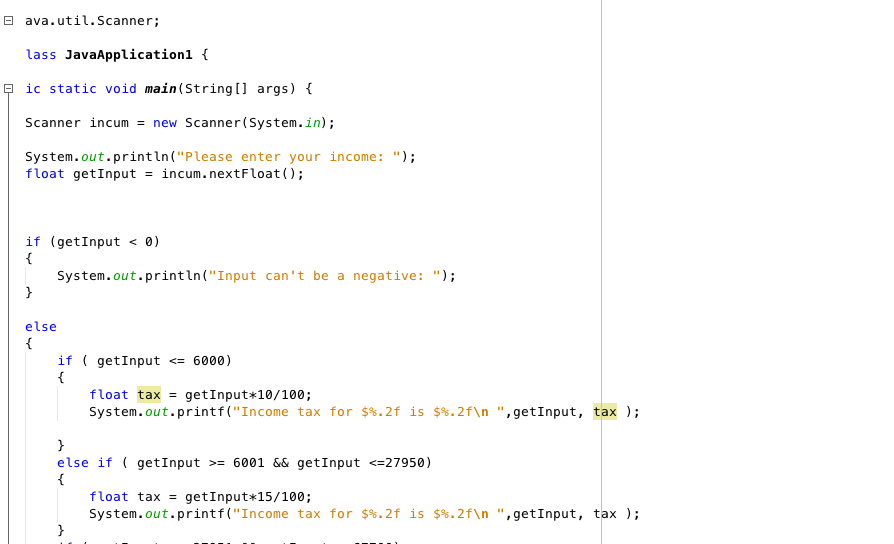 ava.util.Scanner;
lass JavaApplication1 {
ic static void main(String[] args) {
Scanner incum = new Scanner(System.in);
System.out.println("Please enter your income: ");
float getInput = incum.nextFloat();
if (getInput < 0)
{
System.out.println("Input can't be a negative: ");
}
else
{
if ( getInput <= 6000)
{
float tax = getInput*10/100;
System.out.printf("Income tax for $%.2f is $%.2f\n ",getInput, tax );
}
else if ( getInput >= 6001 && getInput <=27950)
{
float tax = getInput*15/100;
System.out.printf("Income tax for $%.2f is $%.2f\n ",getInput, tax );
}